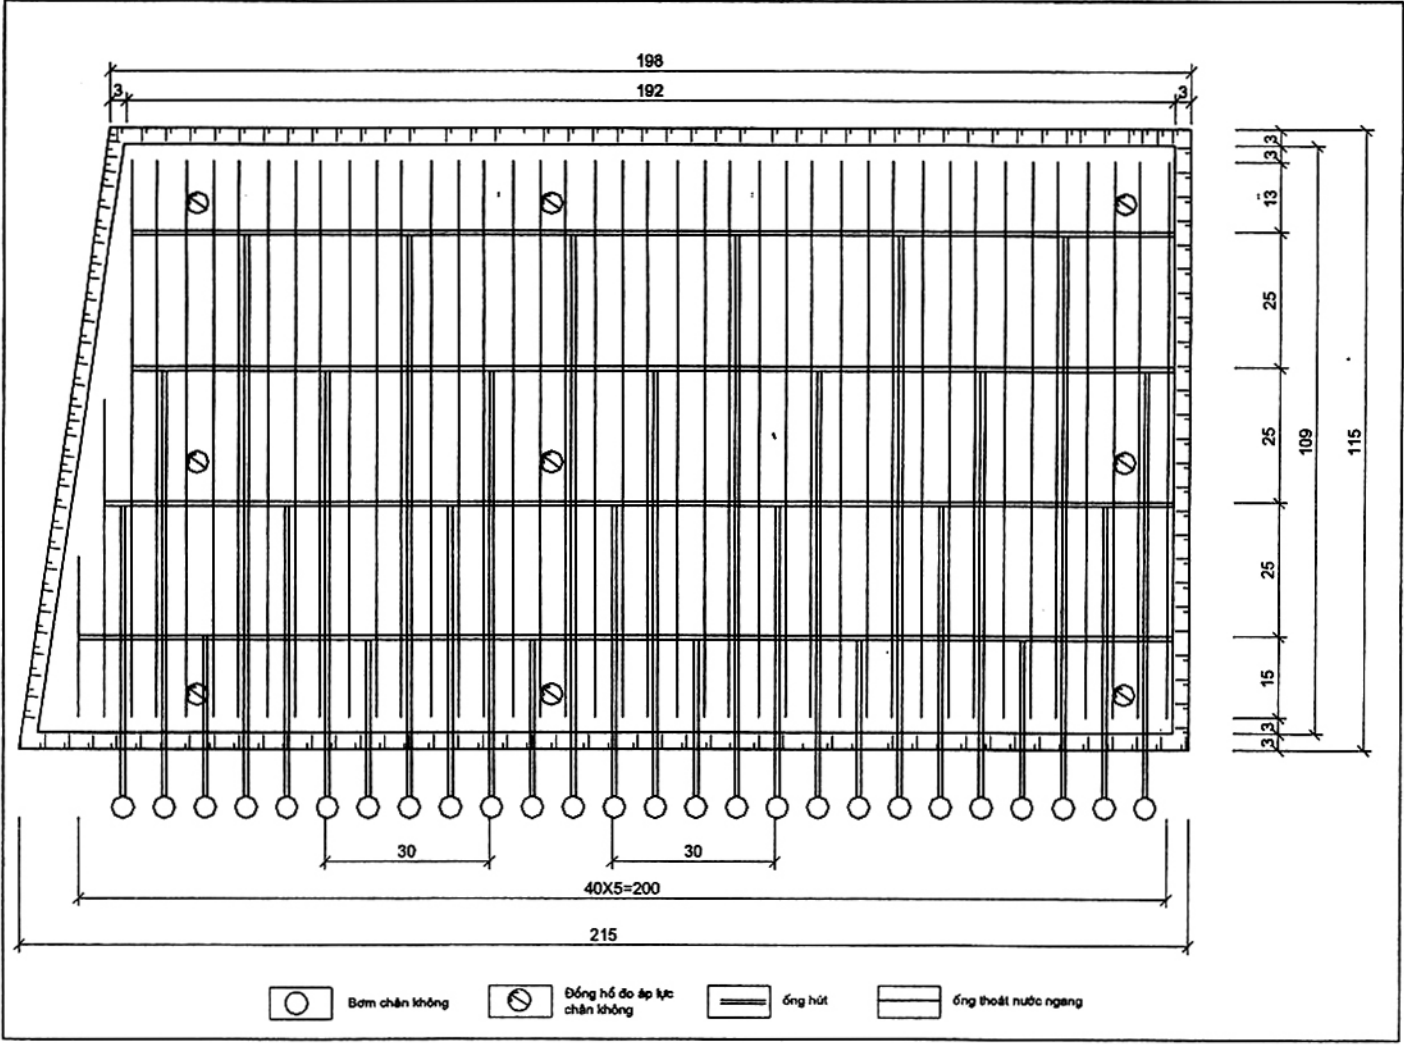 198
3 192 3
3
3
13
25
25
109
115
25
15
3
3
30 30
40X5=200
215
Bơm chân không
Đồng hồ đo áp lực
chân không
ống hút
ống thoát nước ngang